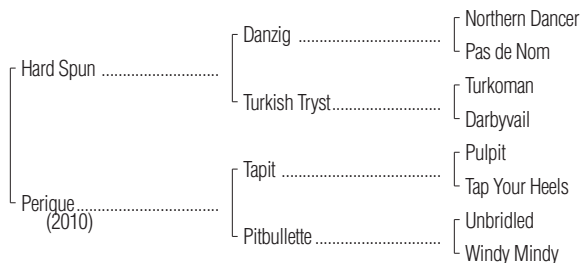 Northern Dancer
Danzig ........................................
Pas de Nom
Hard Spun .................................
Turkoman
Turkish Tryst...............................
Darbyvail
Pulpit
Tapit .............................................
Tap Your Heels
Perique........................................
(2010)
Unbridled
Pitbullette....................................
Windy Mindy